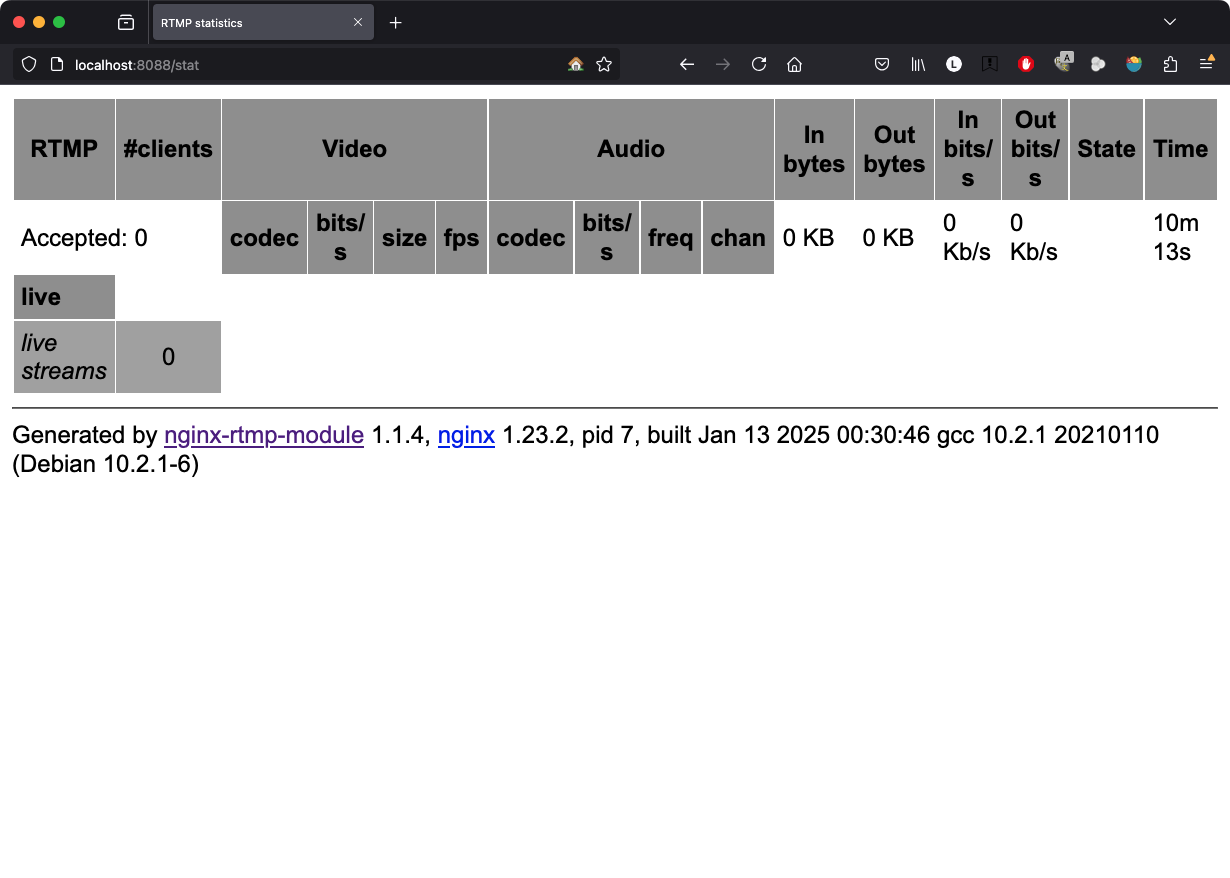 RTMP statistics
localhost:8088/stat
L
A
RTMP #clients Video Audio In bytes Out bytes In bits/s Out bits/s State Time
Accepted: 0 codec bits/s size fps codec bits/s freq chan 0 KB 0 KB 0 Kb/s 0 Kb/s 10m 13s
live
live streams 0
Generated by nginx-rtmp-module 1.1.4, nginx 1.23.2, pid 7, built Jan 13 2025 00:30:46 gcc 10.2.1 20210110
(Debian 10.2.1-6)